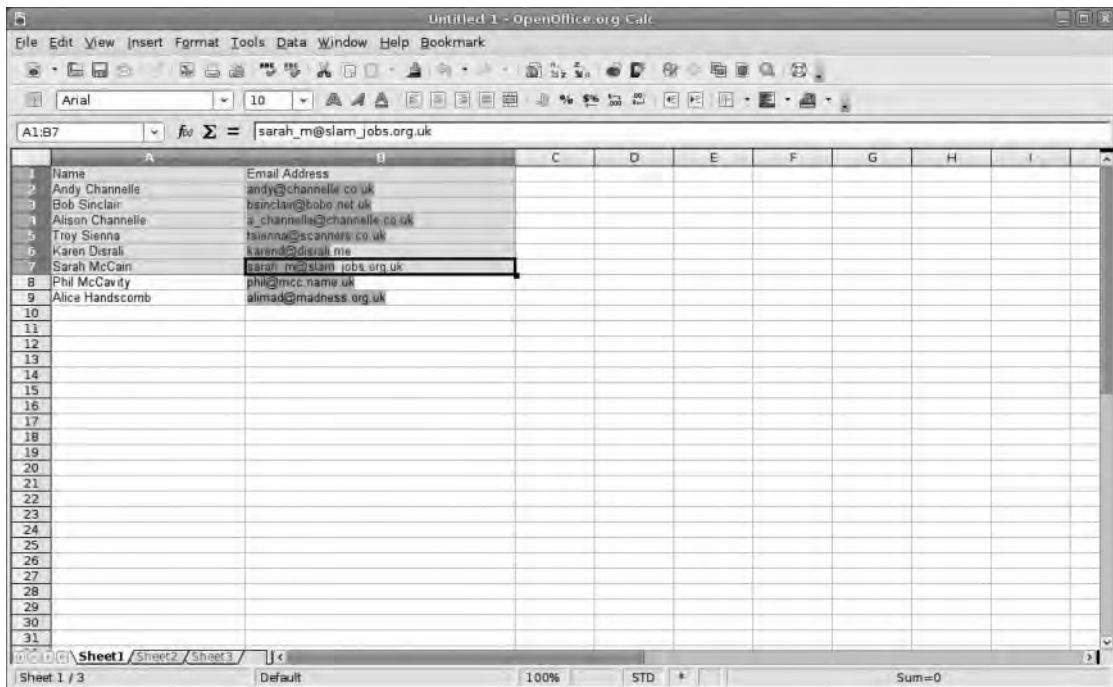 Untitled 1 - OpenOffice.org Calc
File Edit View Insert Format Tools Data Window Help Bookmark
Arial 10
A1:B7 sarah_m@slam_jobs.org.uk
A B C D E F G H I
1 Name Email Address
2 Andy Channelle andy@channelle.co.uk
3 Bob Sinclair bsinclair@bobo.net.uk
4 Alison Channelle a_channelle@channelle.co.uk
5 Troy Sienna tsienna@scanners.co.uk
6 Karen Disrali karend@disrali.me
7 Sarah McCain sarah_m@slam_jobs.org.uk
8 Phil McCavity phil@mcc.name.uk
9 Alice Handscomb alimad@madness.org.uk
10
11
12
13
14
15
16
17
18
19
20
21
22
23
24
25
26
27
28
29
30
31
Sheet1 Sheet2 Sheet3
Sheet 1 / 3 Default 100% STD * Sum=0